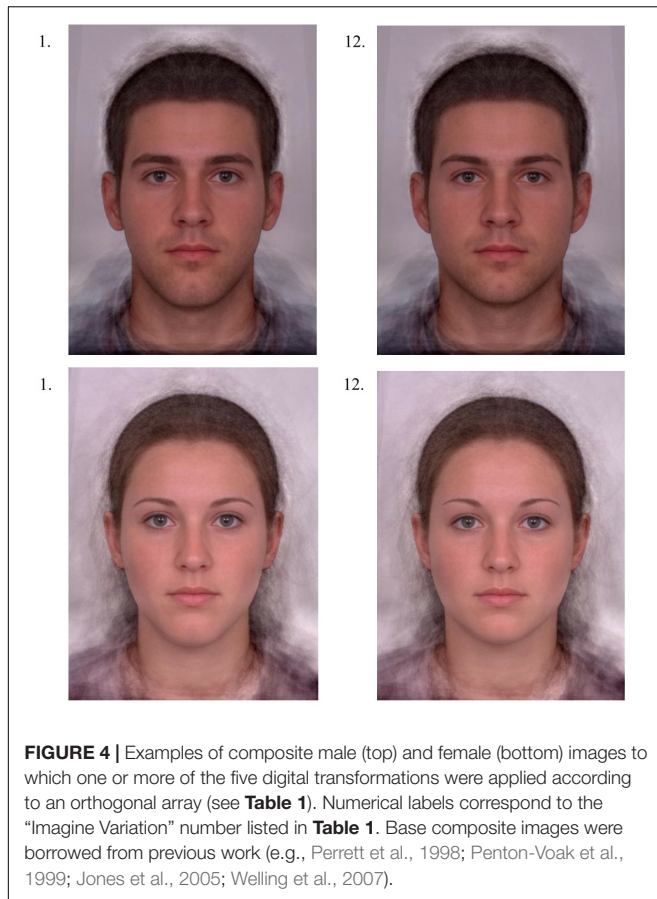 1.
12.
1.
12.
FIGURE 4 | Examples of composite male (top) and female (bottom) images to
which one or more of the five digital transformations were applied according
to an orthogonal array (see Table 1). Numerical labels correspond to the
“Imagine Variation” number listed in Table 1. Base composite images were
borrowed from previous work (e.g., Perrett et al., 1998; Penton-Voak et al.,
1999; Jones et al., 2005; Welling et al., 2007).